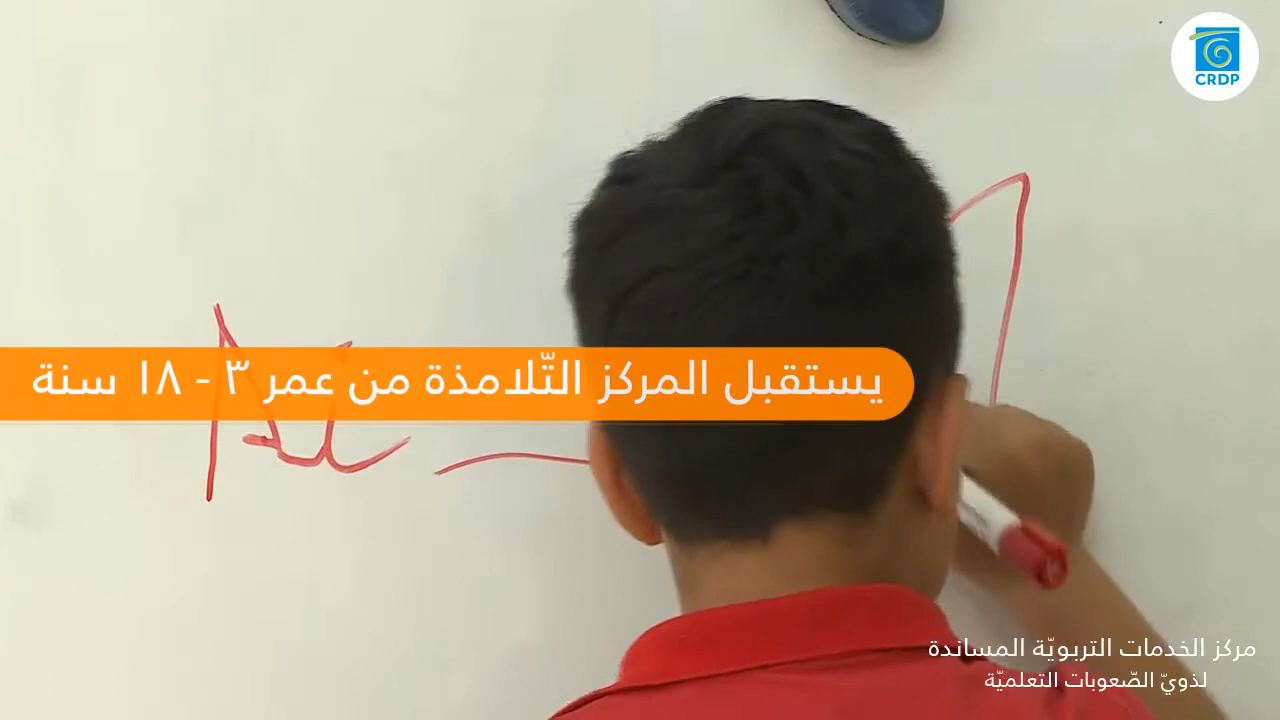 CRDP
يستقبل المركز التّلامذة من عمر ٣ - ١٨ سنة
مركز الخدمات التربويّة المساندة
لذويّ الصّعوبات التعلميّة